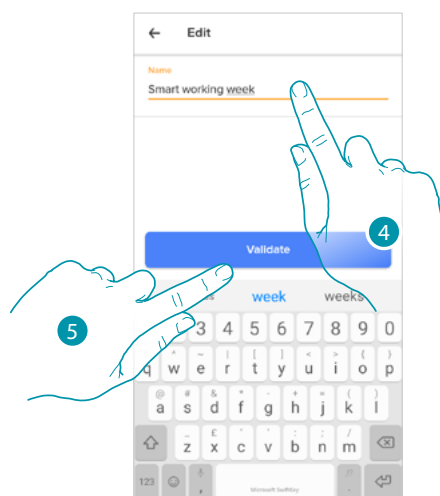 ← Edit
Name
Smart working week
4
Validate
5
week weeks
3 4 5 6 7 8 9 0
^ ~ | [ ] < > { }
q w e r t y u i o p
@ # & * - + = ( )
a s d f g h j k l
_ £ " ' : ; /
z x c v b n m
123 ,
Microsoft SwiftKey